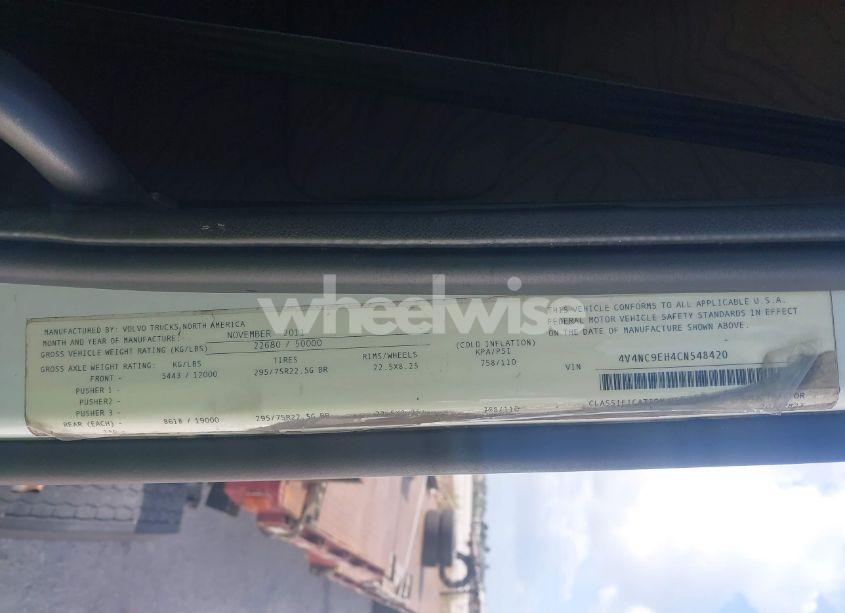 wheelwise
MANUFACTURED BY: VOLVO TRUCKS NORTH AMERICA
MONTH AND YEAR OF MANUFACTURE: NOVEMBER 2011
GROSS VEHICLE WEIGHT RATING (KG/LBS) 22680 / 50000
GROSS AXLE WEIGHT RATING: KG/LBS TIRES RIMS/WHEELS (COLD INFLATION) KPA/PSI
FRONT - 5443 / 12000 295/75R22.5G BR 22.5X8.25 758/110
PUSHER 1 -
PUSHER2 -
PUSHER 3 -
REAR (EACH) - 8618 / 19000 295/75R22.5G BR 758/110
THIS VEHICLE CONFORMS TO ALL APPLICABLE U.S.A.
FEDERAL MOTOR VEHICLE SAFETY STANDARDS IN EFFECT
ON THE DATE OF MANUFACTURE SHOWN ABOVE.
VIN 4V4NC9EH4CN548420
CLASSIFICATION